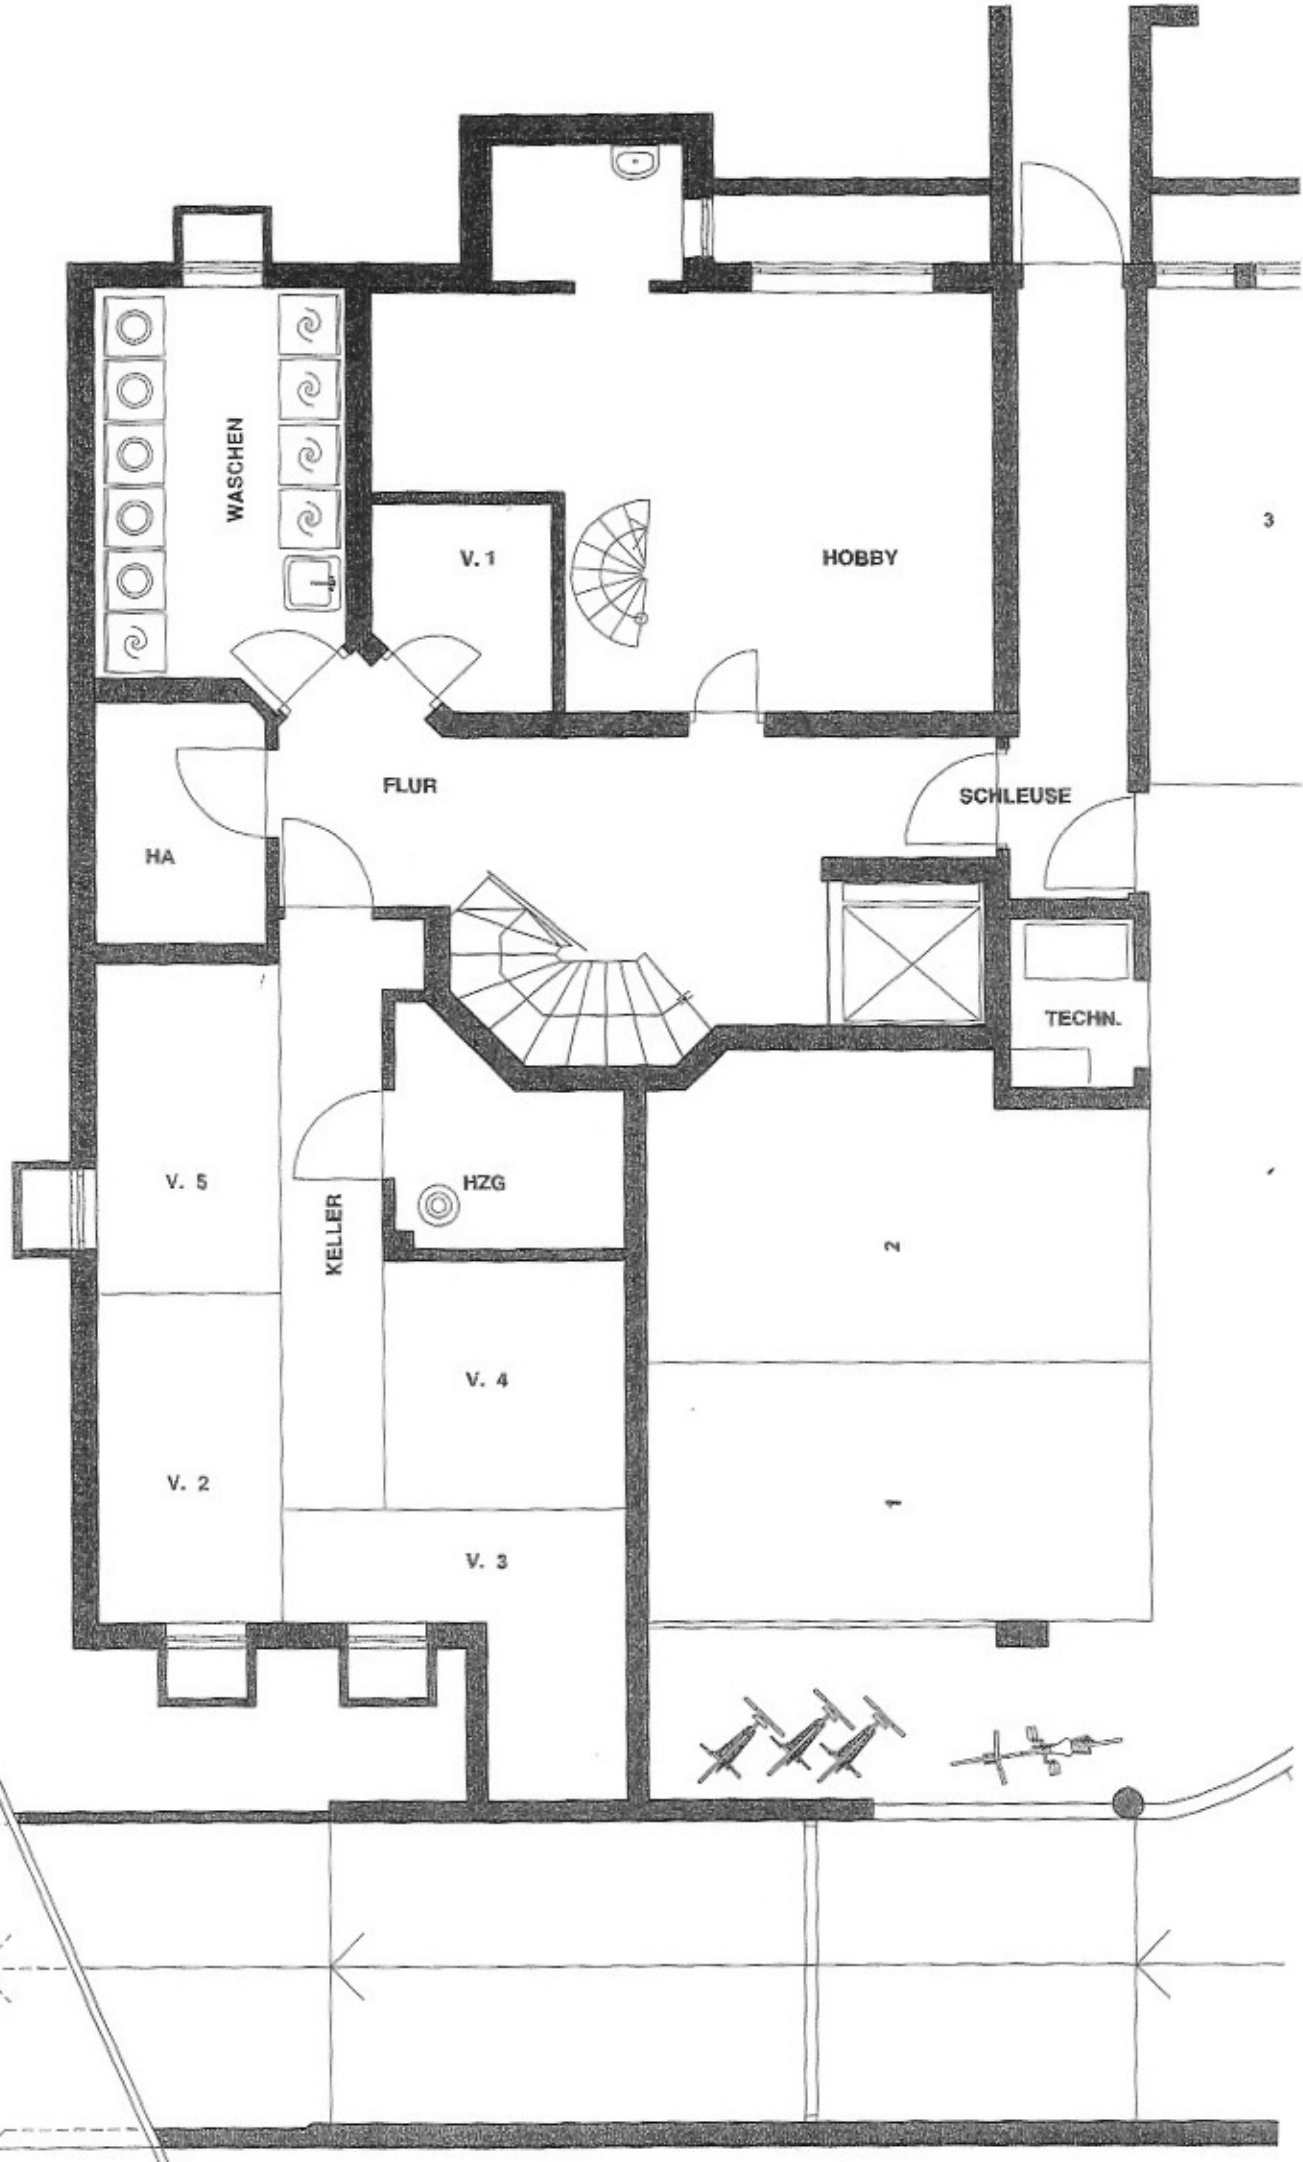 WASCHEN
3
V. 1
HOBBY
FLUR
SCHLEUSE
HA
TECHN.
V. 5
HZG
KELLER
2
V. 4
V. 2
1
V. 3